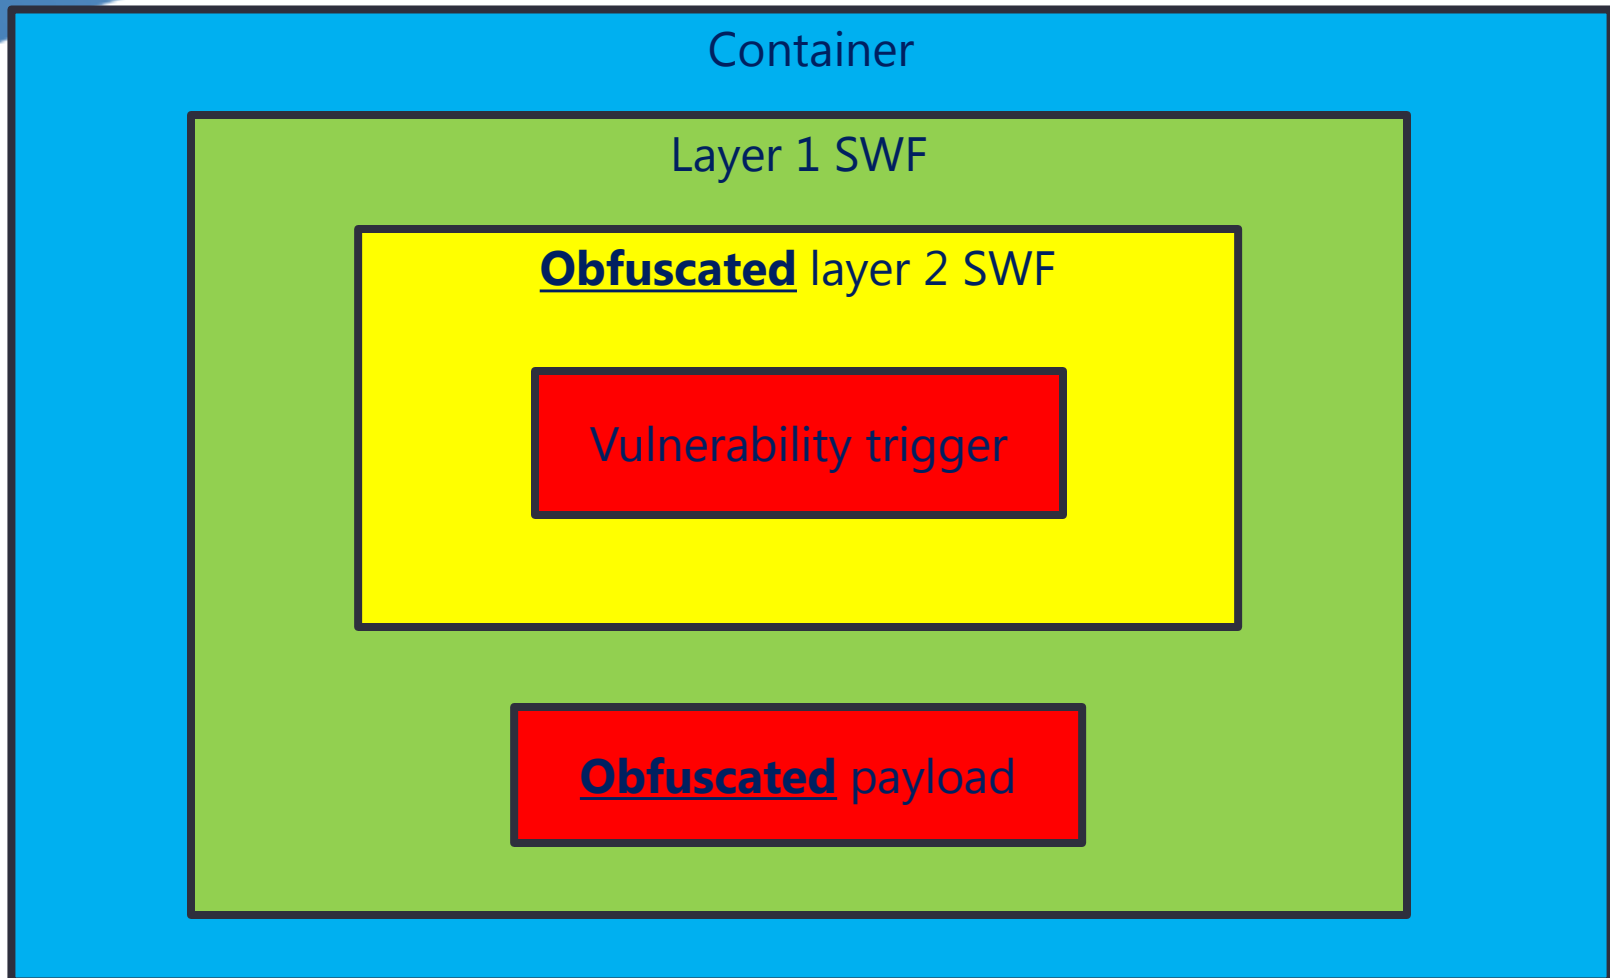 Container
Layer 1 SWF
Obfuscated layer 2 SWF
Vulnerability trigger
Obfuscated payload